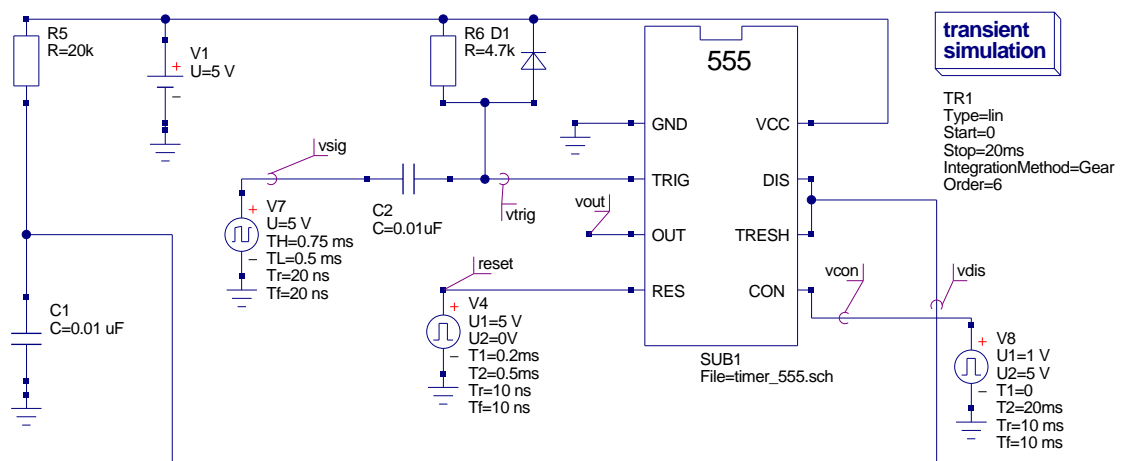 R5
R=20k
V1
U=5 V
R6 D1
R=4.7k
555
GND
VCC
TRIG
DIS
OUT
TRESH
RES
CON
SUB1
File=timer_555.sch
transient
simulation
TR1
Type=lin
Start=0
Stop=20ms
IntegrationMethod=Gear
Order=6
vsig
V7
U=5 V
TH=0.75 ms
TL=0.5 ms
Tr=20 ns
Tf=20 ns
C2
C=0.01uF
vtrig
vout
reset
V4
U1=5 V
U2=0V
T1=0.2ms
T2=0.5ms
Tr=10 ns
Tf=10 ns
vcon
vdis
V8
U1=1 V
U2=5 V
T1=0
T2=20ms
Tr=10 ms
Tf=10 ms
C1
C=0.01 uF